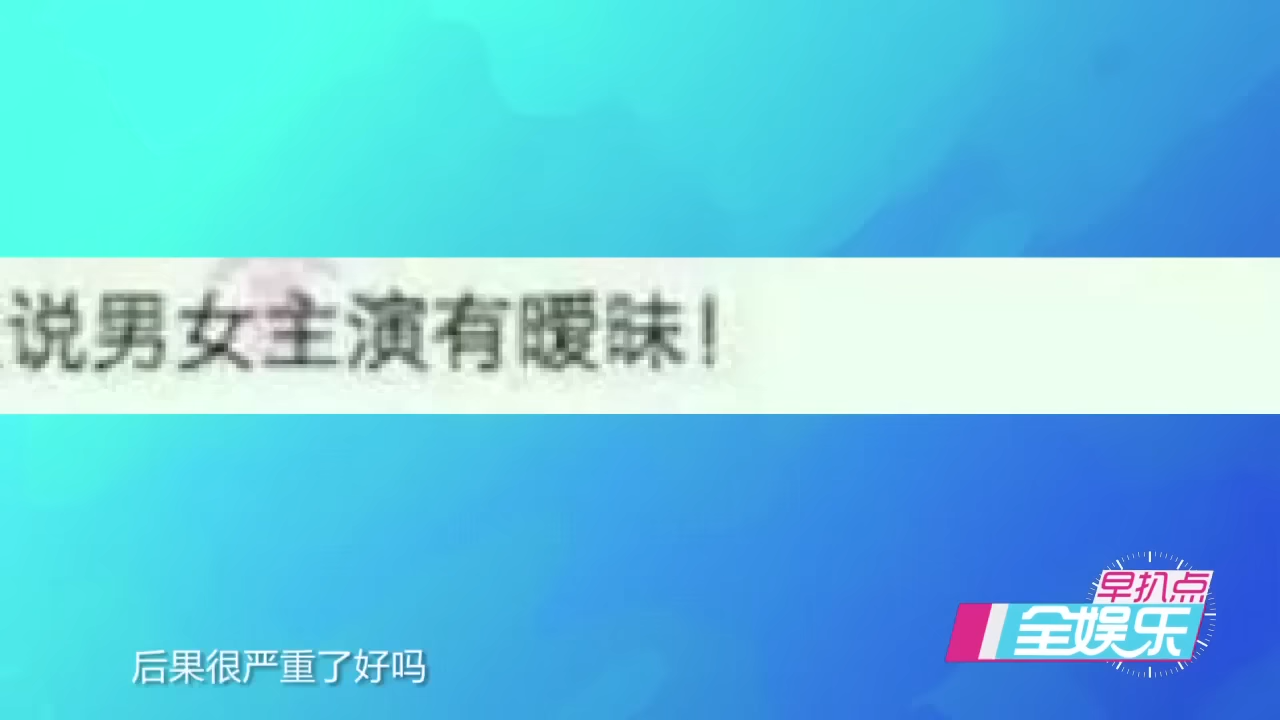 说男女主演有暧昧!
早扒点
全娱乐
后果很严重了好吗